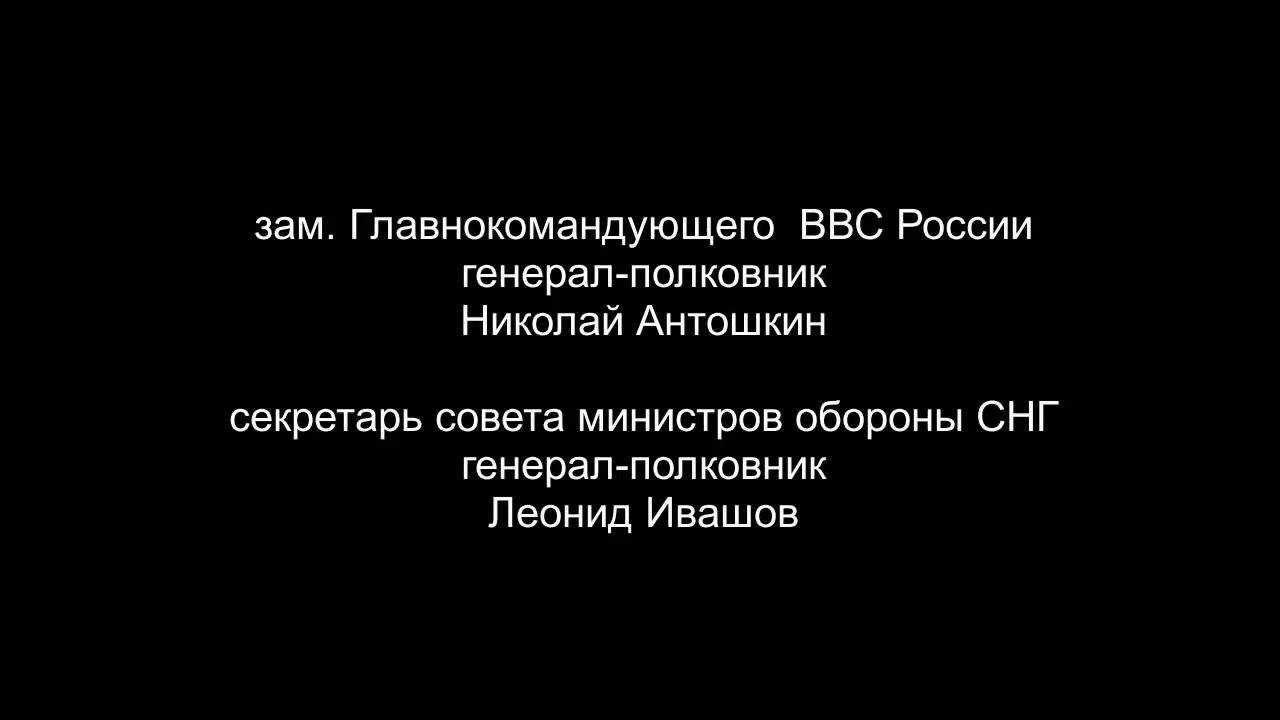 зам. Главнокомандующего  ВВС России
генерал-полковник
Николай Антошкин
секретарь совета министров обороны СНГ
генерал-полковник
Леонид Ивашов